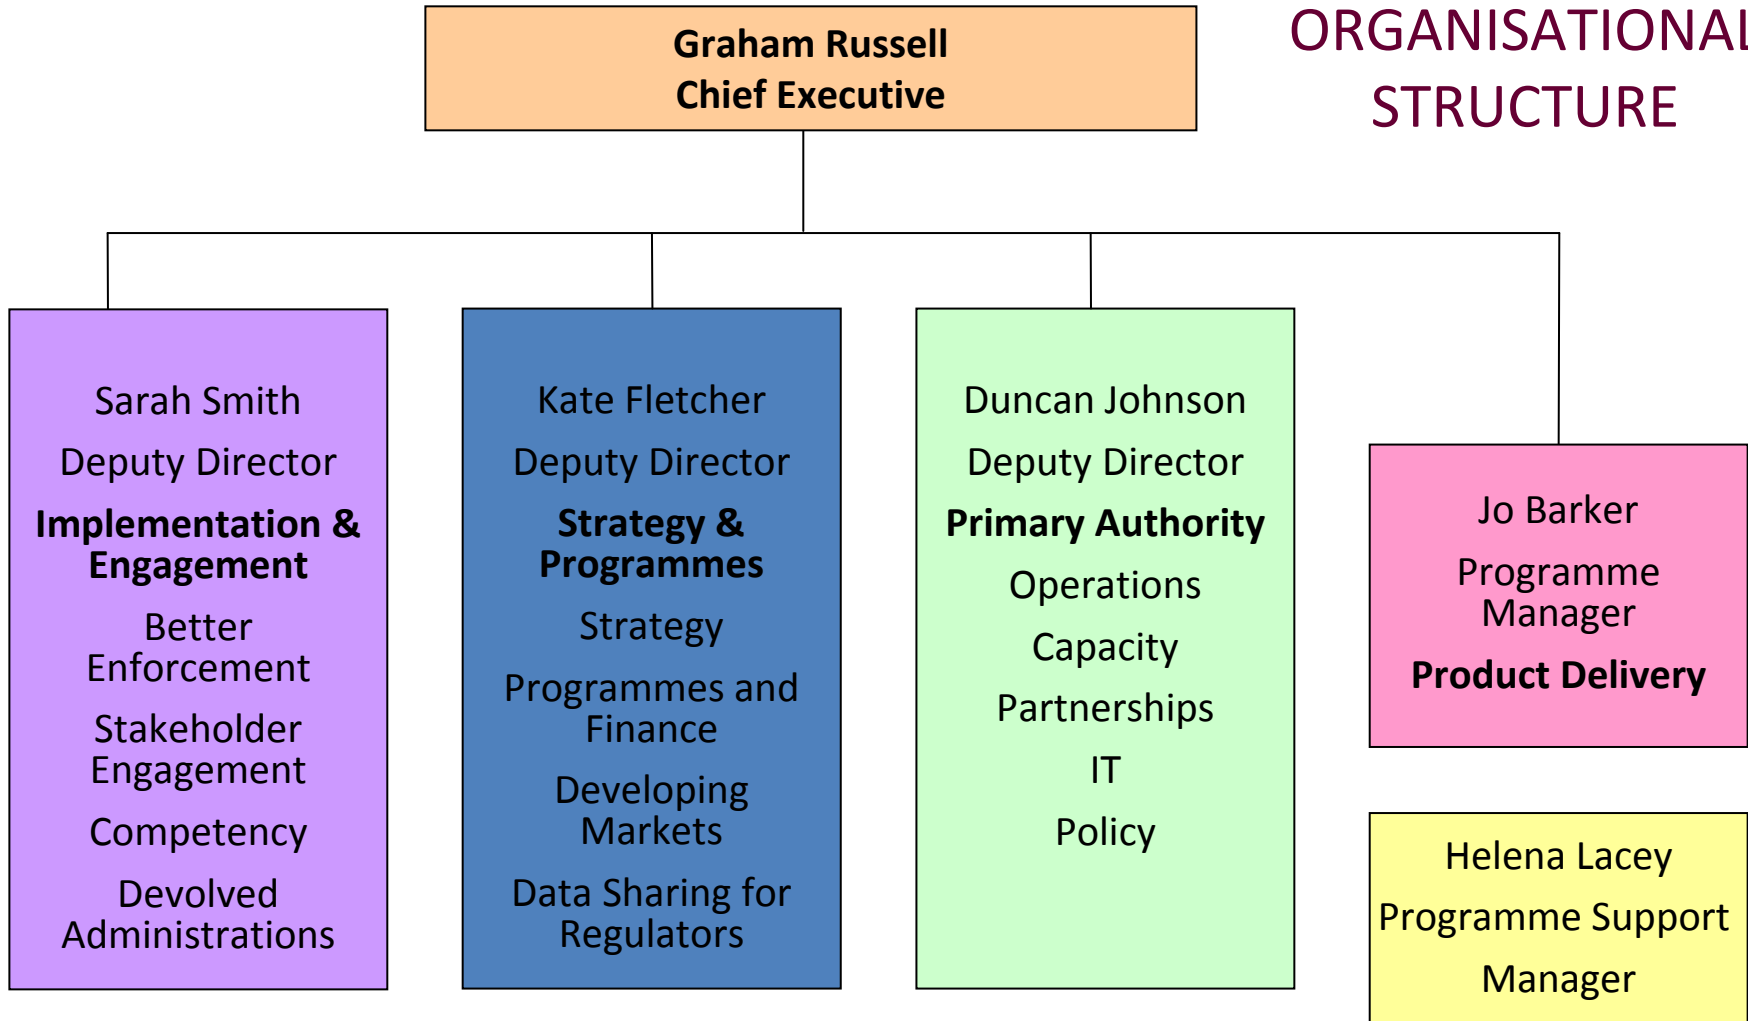 ORGANISATIONAL
STRUCTURE
Graham Russell
Chief Executive
Sarah Smith
Deputy Director
Implementation &
Engagement
Better
Enforcement
Stakeholder
Engagement
Competency
Devolved
Administrations
Kate Fletcher
Deputy Director
Strategy &
Programmes
Strategy
Programmes and
Finance
Developing
Markets
Data Sharing for
Regulators
Duncan Johnson
Deputy Director
Primary Authority
Operations
Capacity
Partnerships
IT
Policy
Jo Barker
Programme
Manager
Product Delivery
Helena Lacey
Programme Support
Manager